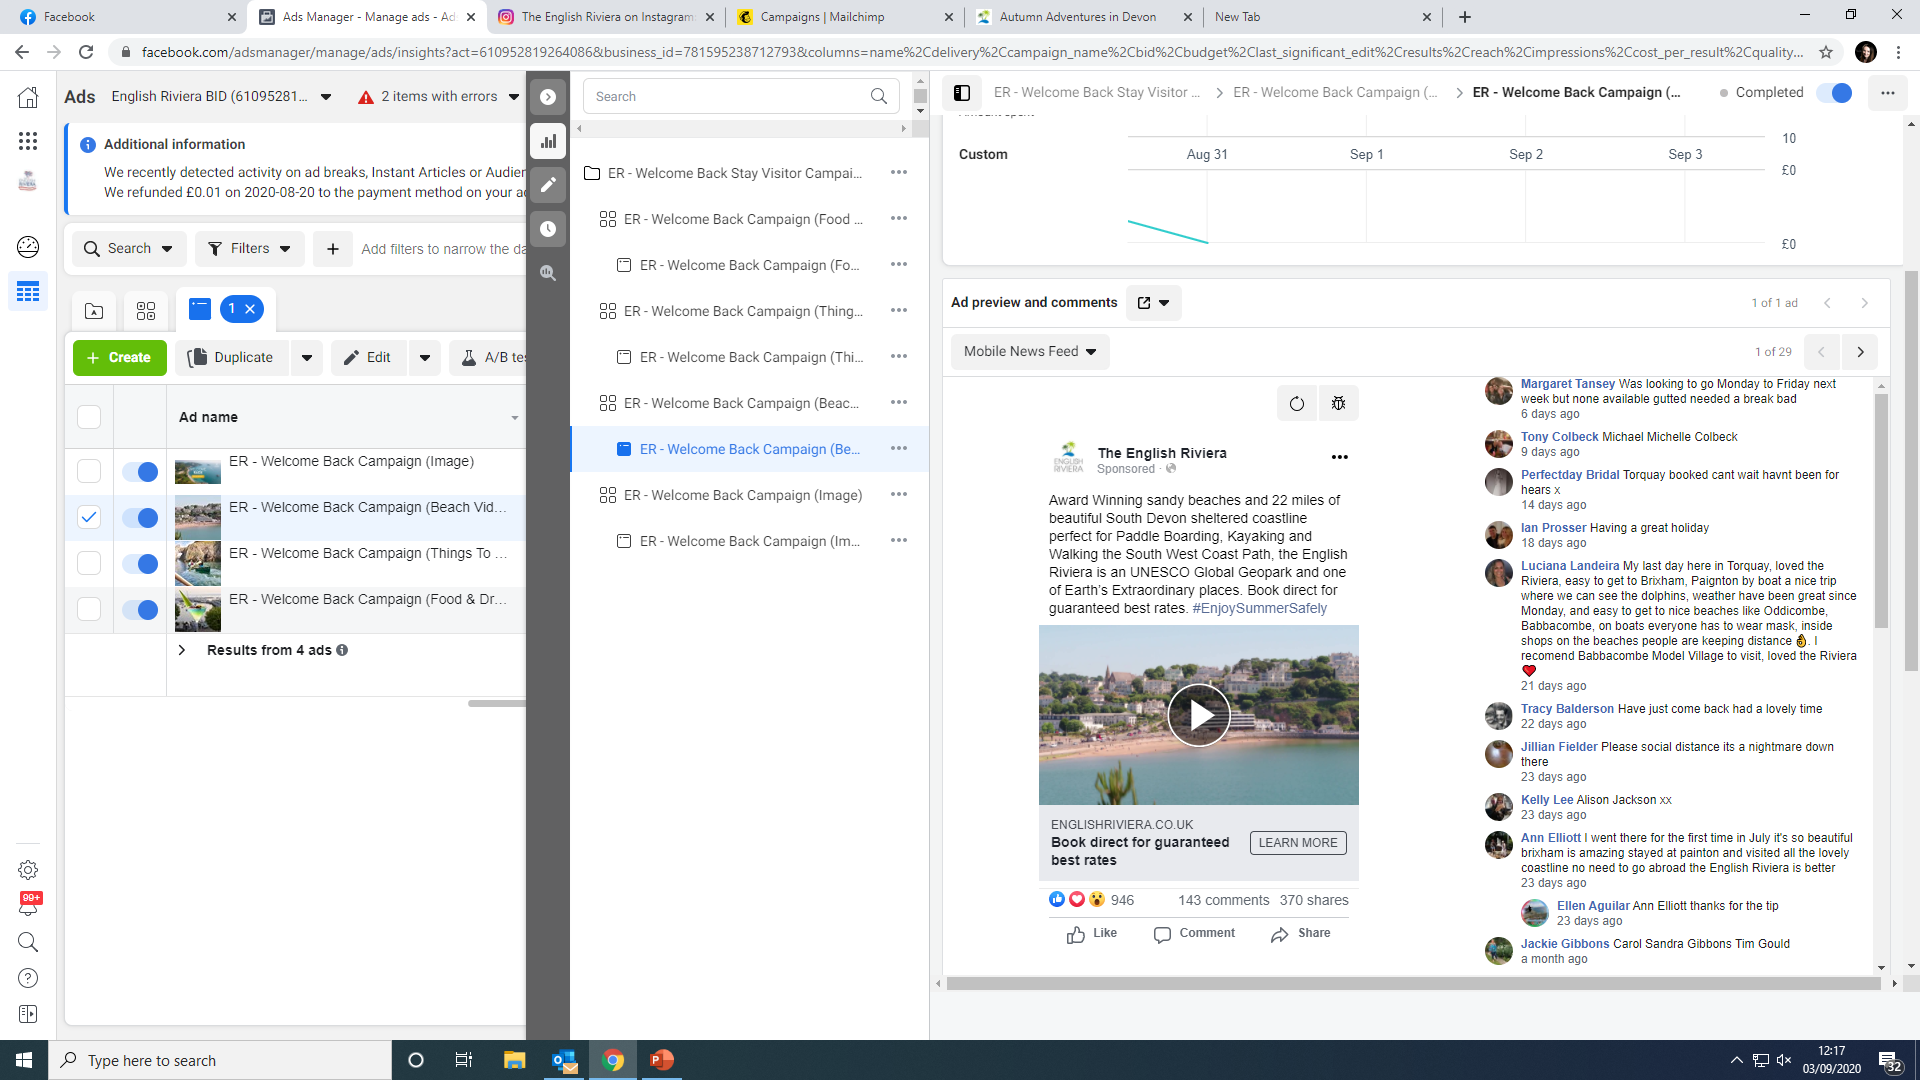 Facebook
Ads Manager - Manage ads - Ad
The English Riviera on Instagram
Campaigns | Mailchimp
Autumn Adventures in Devon
New Tab
facebook.com/adsmanager/manage/ads/insights?act=610952819264086&business_id=781595238712793&columns=name%2Cdelivery%2Ccampaign_name%2Cbid%2Cbudget%2Clast_significant_edit%2Cresults%2Creach%2Cimpressions%2Ccost_per_result%2Cquality...
Ads
English Riviera BID (61095281...
2 items with errors
Additional information
We recently detected activity on ad breaks, Instant Articles or Audien
We refunded £0.01 on 2020-08-20 to the payment method on your ac
Search
Filters
Add filters to narrow the da
1
Create
Duplicate
Edit
A/B tes
Ad name
ER - Welcome Back Campaign (Image)
ER - Welcome Back Campaign (Beach Vid...
ER - Welcome Back Campaign (Things To ...
ER - Welcome Back Campaign (Food & Dr...
Results from 4 ads
99+
Search
ER - Welcome Back Stay Visitor Campai...
ER - Welcome Back Campaign (Food ...
ER - Welcome Back Campaign (Fo...
ER - Welcome Back Campaign (Thing...
ER - Welcome Back Campaign (Thi...
ER - Welcome Back Campaign (Beac...
ER - Welcome Back Campaign (Be...
ER - Welcome Back Campaign (Image)
ER - Welcome Back Campaign (Im...
ER - Welcome Back Stay Visitor ...
ER - Welcome Back Campaign (...
ER - Welcome Back Campaign (...
Completed
Amount spent
Custom
Aug 31
Sep 1
Sep 2
Sep 3
10
£0
£0
Ad preview and comments
1 of 1 ad
Mobile News Feed
1 of 29
ENGLISH
RIVIERA
The English Riviera
Sponsored ·
Award Winning sandy beaches and 22 miles of
beautiful South Devon sheltered coastline
perfect for Paddle Boarding, Kayaking and
Walking the South West Coast Path, the English
Riviera is an UNESCO Global Geopark and one
of Earth's Extraordinary places. Book direct for
guaranteed best rates. #EnjoySummerSafely
ENGLISHRIVIERA.CO.UK
Book direct for guaranteed
best rates
LEARN MORE
946
143 comments
370 shares
Like
Comment
Share
Margaret Tansey Was looking to go Monday to Friday next
week but none available gutted needed a break bad
6 days ago
Tony Colbeck Michael Michelle Colbeck
9 days ago
Perfectday Bridal Torquay booked cant wait havnt been for
hears x
14 days ago
Ian Prosser Having a great holiday
18 days ago
Luciana Landeira My last day here in Torquay, loved the
Riviera, easy to get to Brixham, Paignton by boat a nice trip
where we can see the dolphins, weather have been great since
Monday, and easy to get to nice beaches like Oddicombe,
Babbacombe, on boats everyone has to wear mask, inside
shops on the beaches people are keeping distance 👌. I
recomend Babbacombe Model Village to visit, loved the Riviera
❤
21 days ago
Tracy Balderson Have just come back had a lovely time
22 days ago
Jillian Fielder Please social distance its a nightmare down
there
23 days ago
Kelly Lee Alison Jackson xx
23 days ago
Ann Elliott I went there for the first time in July it's so beautiful
brixham is amazing stayed at painton and visited all the lovely
coastline no need to go abroad the English Riviera is better
23 days ago
Ellen Aguilar Ann Elliott thanks for the tip
23 days ago
Jackie Gibbons Carol Sandra Gibbons Tim Gould
a month ago
Type here to search
12:17
03/09/2020
32